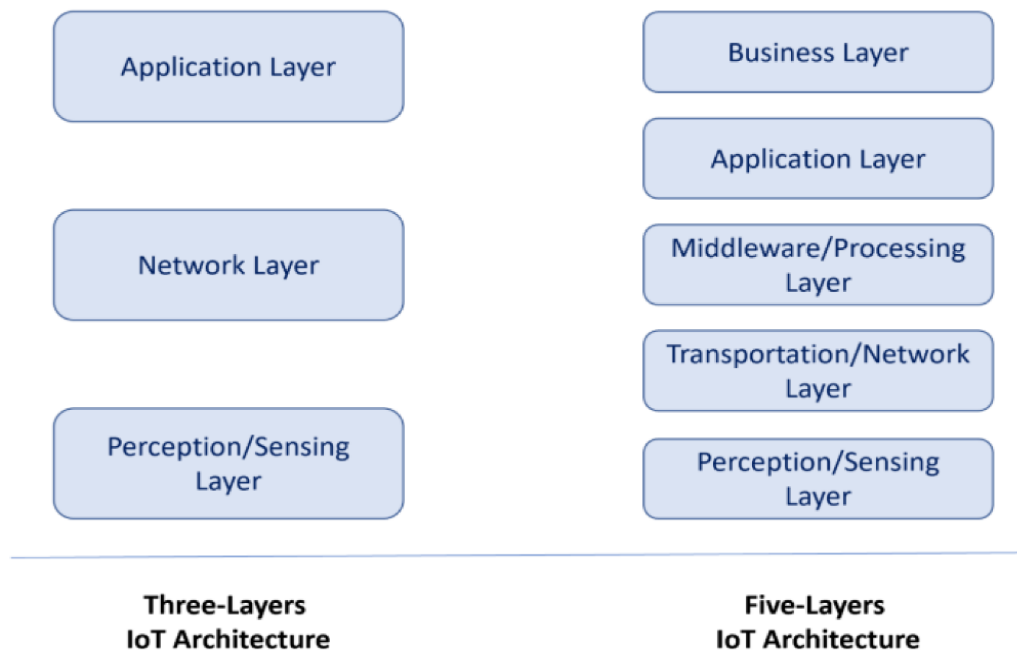 Application Layer
Network Layer
Perception/Sensing
Layer
Three-Layers
IoT Architecture
Business Layer
Application Layer
Middleware/Processing
Layer
Transportation/Network
Layer
Perception/Sensing
Layer
Five-Layers
IoT Architecture